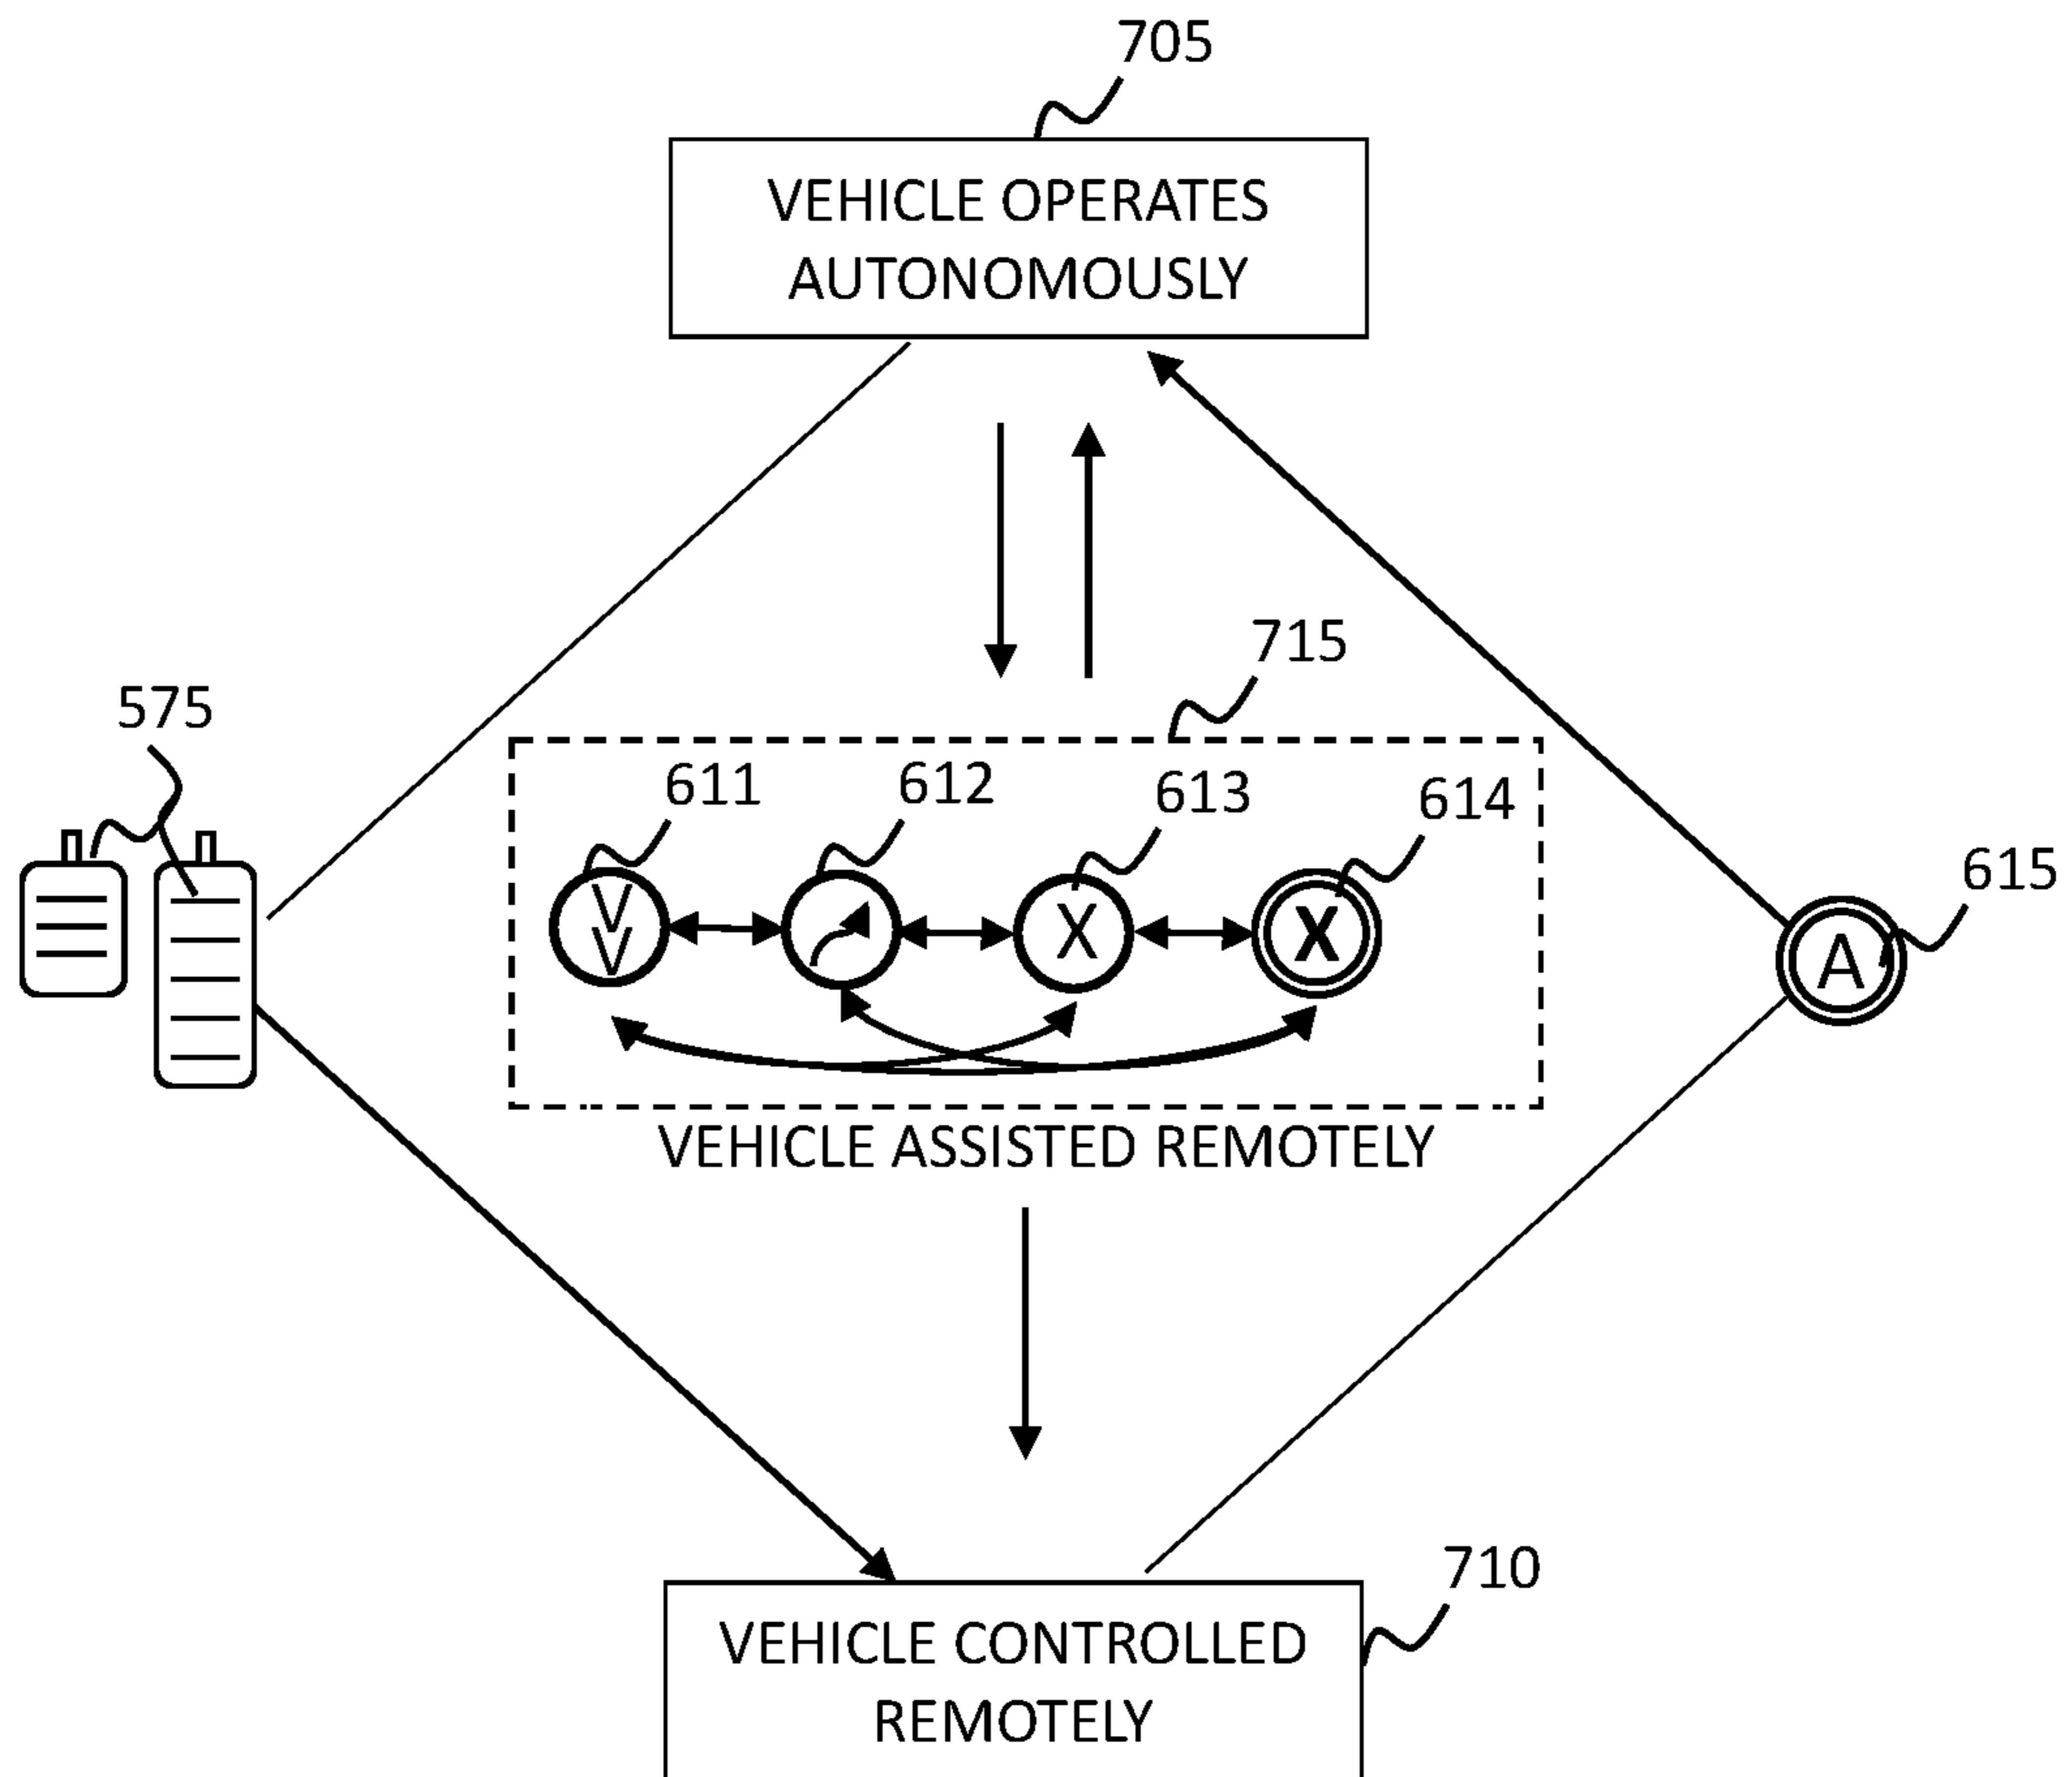 705
VEHICLE OPERATES
AUTONOMOUSLY
715
575
611
612
613
614
615
V
V
X
X
A
VEHICLE ASSISTED REMOTELY
710
VEHICLE CONTROLLED
REMOTELY